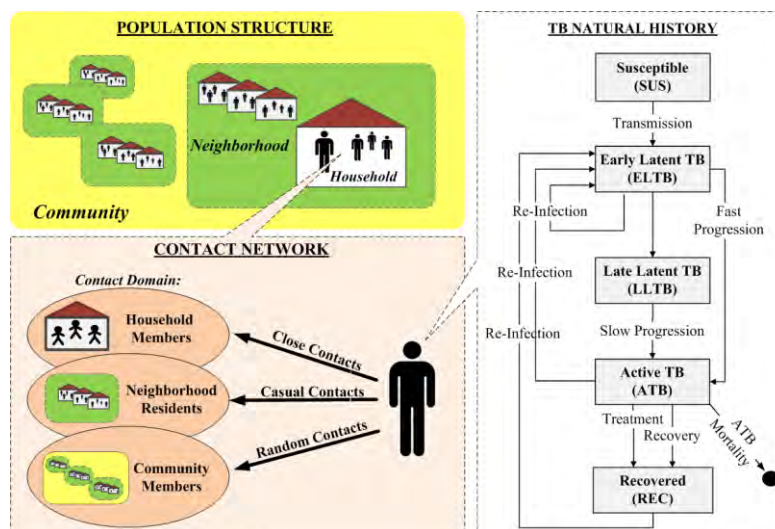 POPULATION STRUCTURE
Neighborhood
Household
Community
CONTACT NETWORK
Contact Domain:
Household
Members
Close Contacts
Neighborhood
Residents
Casual Contacts
Random Contacts
Community
Members
TB NATURAL HISTORY
Susceptible
(SUS)
Transmission
Early Latent TB
(ELTB)
Re-Infection
Fast
Progression
Re-Infection
Late Latent TB
(LLTB)
Re-Infection
Slow Progression
Active TB
(ATB)
Treatment
Recovery
ATB
Mortality
Recovered
(REC)